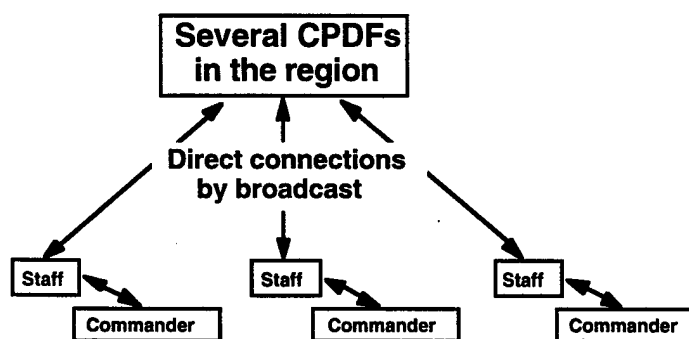 Several CPDFs
in the region
Direct connections
by broadcast
Staff
Staff
Staff
Commander
Commander
Commander